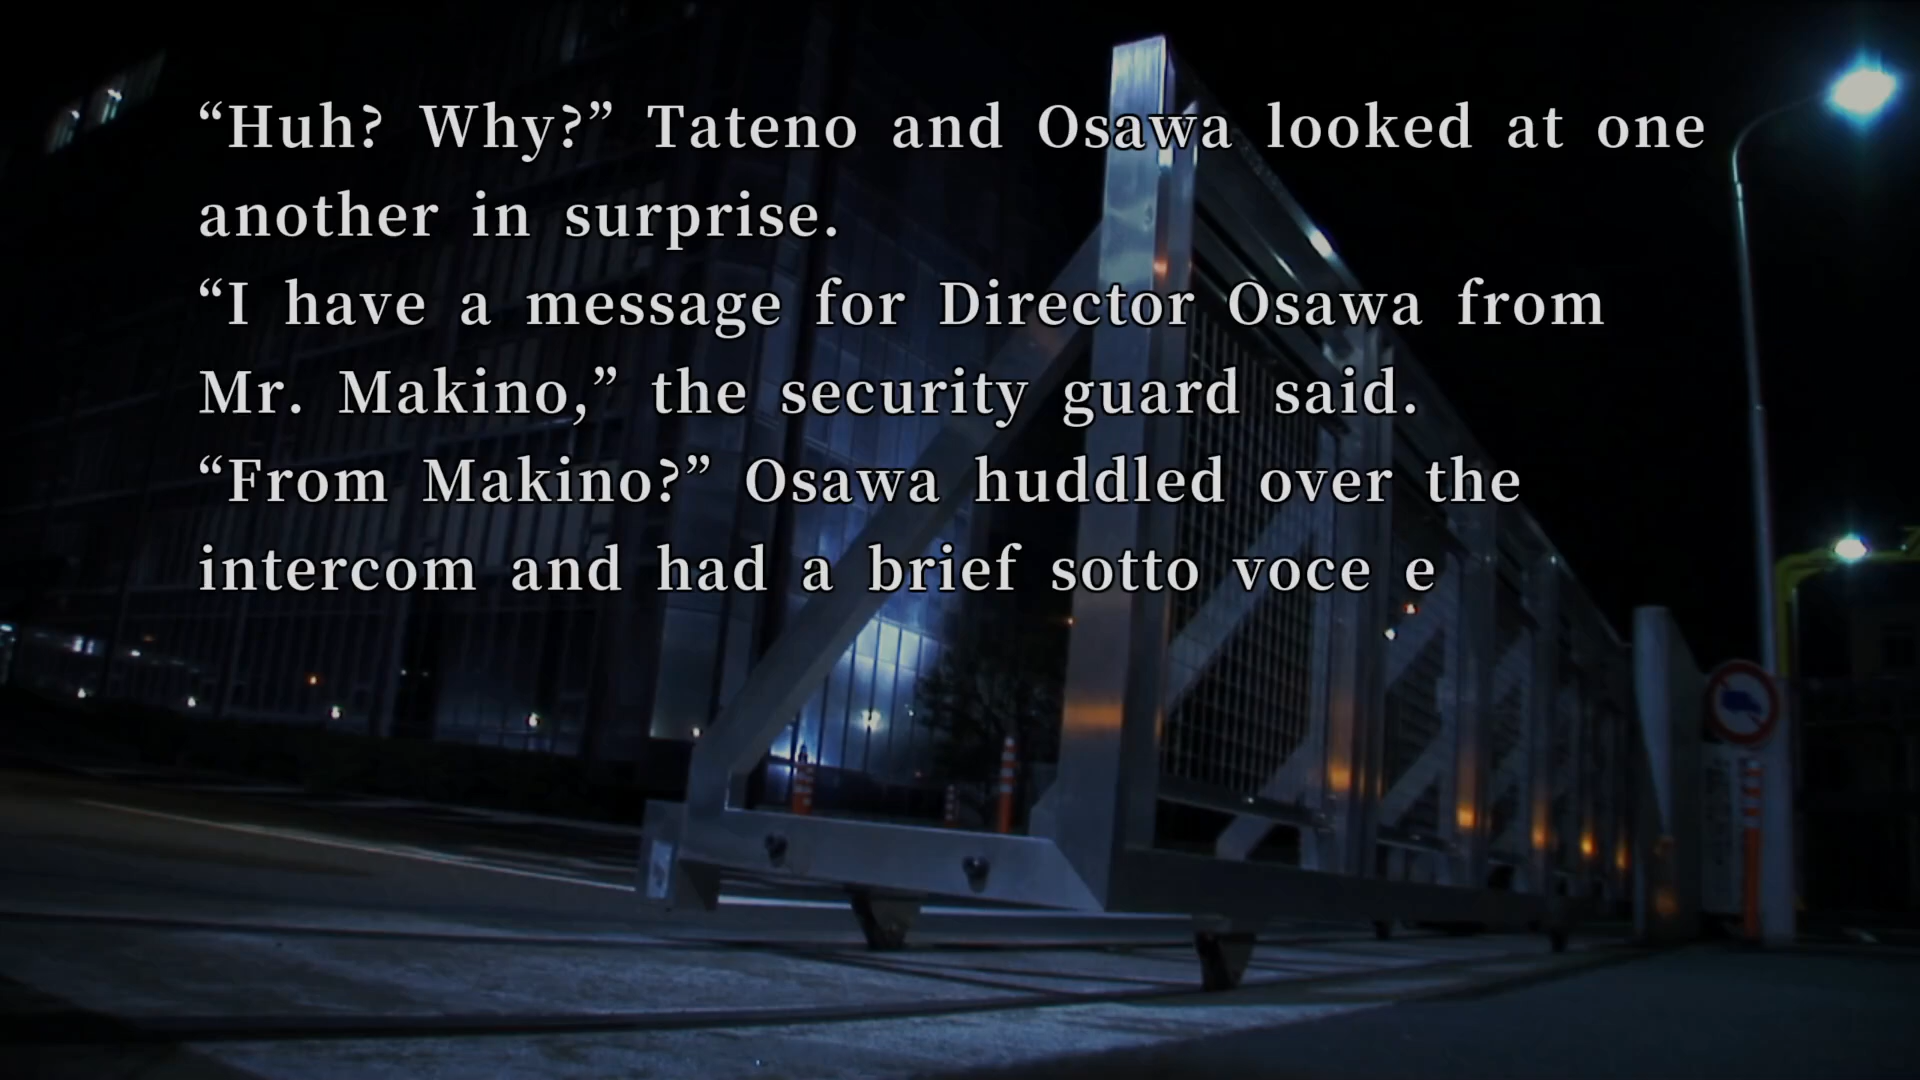 “Huh? Why?” Tateno and Osawa looked at one
another in surprise.
“I have a message for Director Osawa from
Mr. Makino,” the security guard said.
“From Makino?” Osawa huddled over the
intercom and had a brief sotto voce e